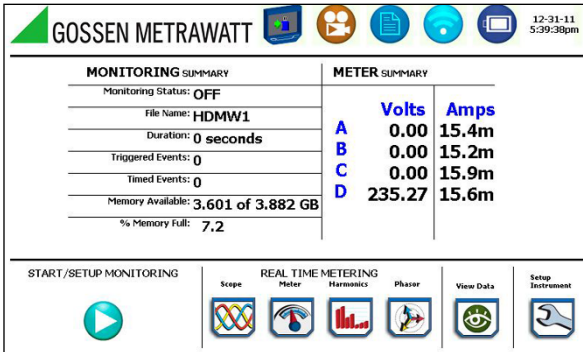 GOSSEN METRAWATT
12-31-11
5:39:38pm
MONITORING SUMMARY
Monitoring Status: OFF
File Name: HDMW1
Duration: 0 seconds
Triggered Events: 0
Timed Events: 0
Memory Available: 3.601 of 3.882 GB
% Memory Full: 7.2
METER SUMMARY
Volts Amps
A 0.00 15.4m
B 0.00 15.2m
C 0.00 15.9m
D 235.27 15.6m
START/SETUP MONITORING
REAL TIME METERING
Scope Meter Harmonics Phasor
View Data
Setup
Instrument